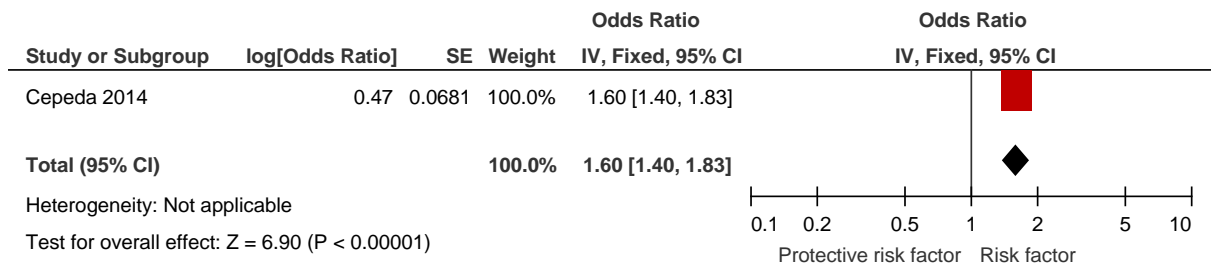 Odds Ratio Odds Ratio
Study or Subgroup log[Odds Ratio] SE Weight IV, Fixed, 95% CI IV, Fixed, 95% CI
Cepeda 2014 0.47 0.0681 100.0% 1.60 [1.40, 1.83]
Total (95% CI) 100.0% 1.60 [1.40, 1.83]
Heterogeneity: Not applicable
Test for overall effect: Z = 6.90 (P < 0.00001)
0.1 0.2 0.5 1 2 5 10
Protective risk factor Risk factor